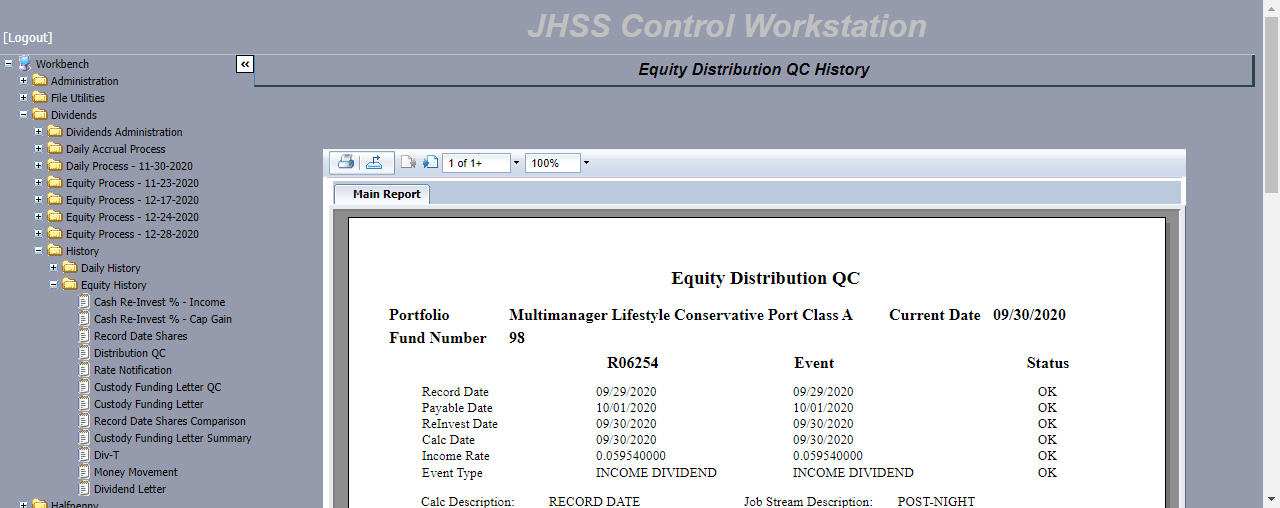 JHSS Control Workstation
[Logout]
Workbench
«
Equity Distribution QC History
Administration
File Utilities
Dividends
Dividends Administration
Daily Accrual Process
Daily Process - 11-30-2020
Equity Process - 11-23-2020
Equity Process - 12-17-2020
Equity Process - 12-24-2020
Equity Process - 12-28-2020
History
Daily History
Equity History
Cash Re-Invest % - Income
Cash Re-Invest % - Cap Gain
Record Date Shares
Distribution QC
Rate Notification
Custody Funding Letter QC
Custody Funding Letter
Record Date Shares Comparison
Custody Funding Letter Summary
Div-T
Money Movement
Dividend Letter
Halfpenny
1 of 1+ 100%
Main Report
Equity Distribution QC
Portfolio Multimanager Lifestyle Conservative Port Class A Current Date 09/30/2020
Fund Number 98
R06254 Event Status
Record Date 09/29/2020 09/29/2020 OK
Payable Date 10/01/2020 10/01/2020 OK
ReInvest Date 09/30/2020 09/30/2020 OK
Calc Date 09/30/2020 09/30/2020 OK
Income Rate 0.059540000 0.059540000 OK
Event Type INCOME DIVIDEND INCOME DIVIDEND OK
Calc Description: RECORD DATE Job Stream Description: POST-NIGHT